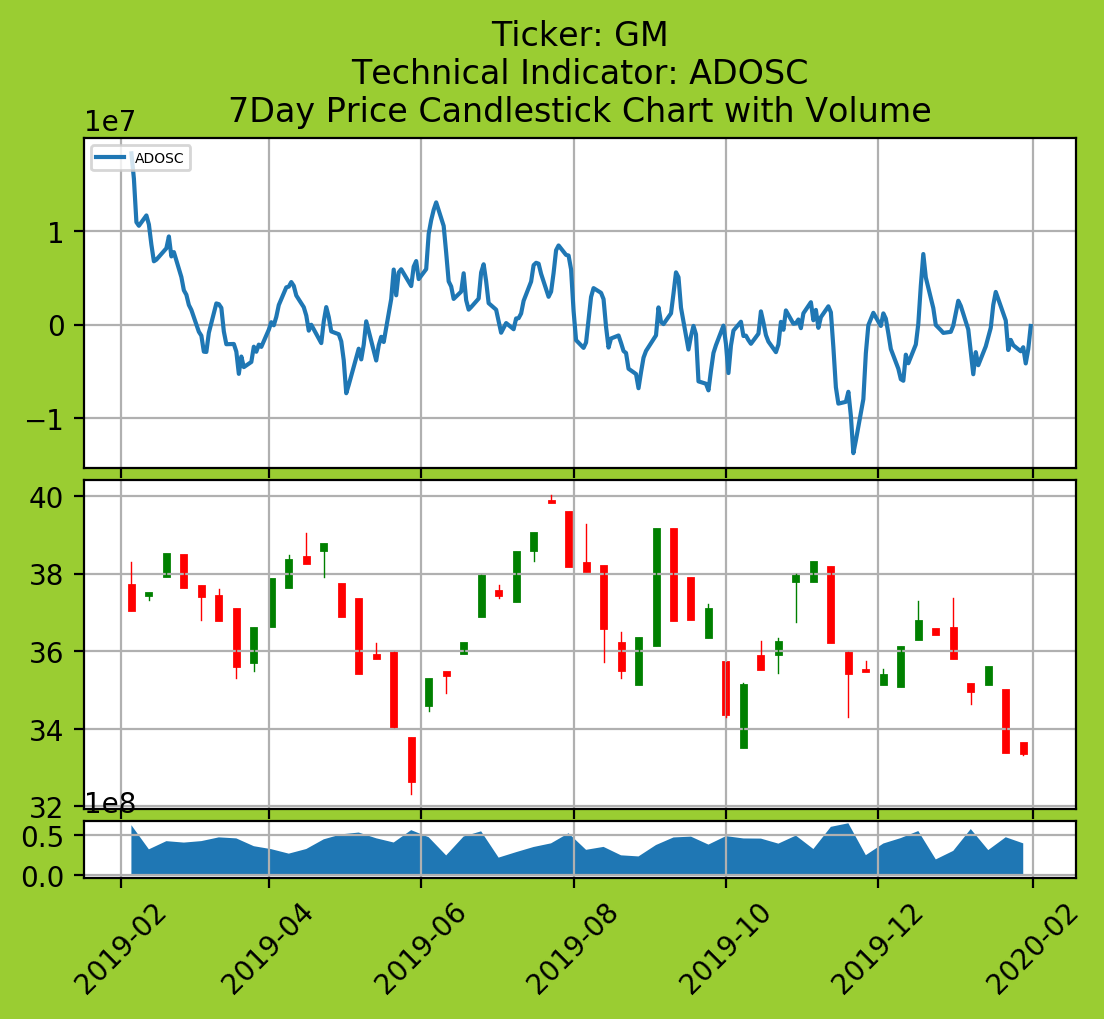 Ticker: GM
Technical Indicator: ADOSC
7Day Price Candlestick Chart with Volume
1e7
ADOSC
1
0
−1
40
38
36
34
32
1e8
0.5
0.0
2019-02
2019-04
2019-06
2019-08
2019-10
2019-12
2020-02